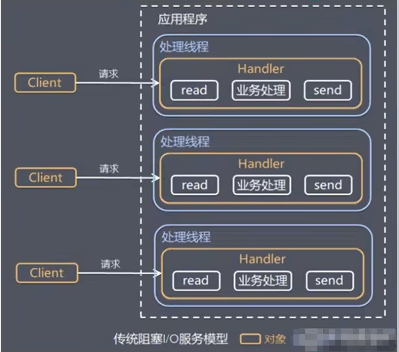 应用程序
处理线程
Handler
read 业务处理 send
Client
请求
处理线程
Handler
read 业务处理 send
Client
请求
处理线程
Handler
read 业务处理 send
Client
请求
传统阻塞I/O服务模型 对象